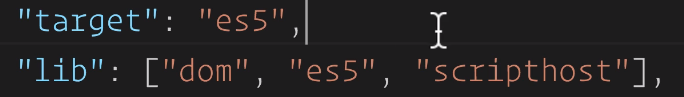 "target": "es5",
"lib": ["dom", "es5", "scripthost"],